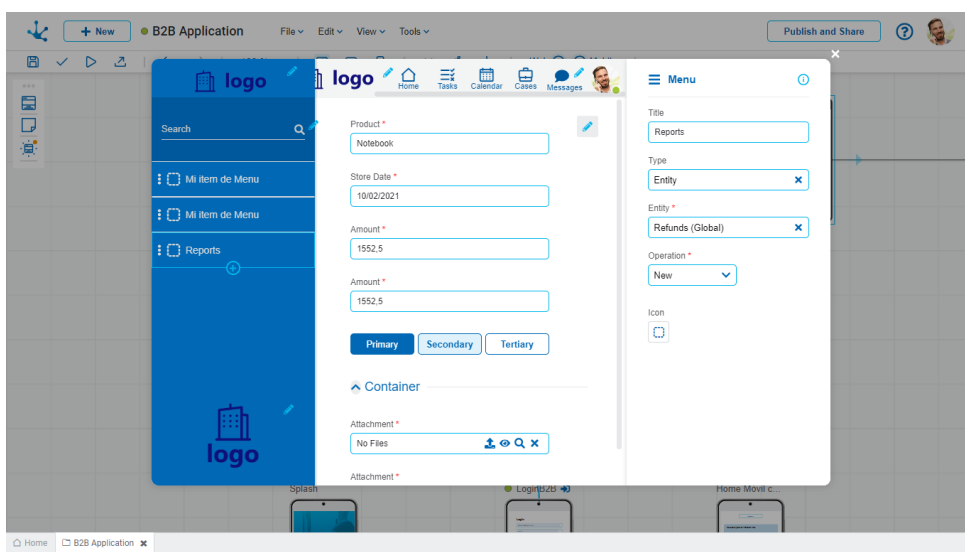 + New
B2B Application
File
Edit
View
Tools
Publish and Share
?
logo
logo
Home
Tasks
Calendar
Cases
Messages
Menu
Search
Mi item de Menu
Mi item de Menu
Reports
Product *
Notebook
Store Date *
10/02/2021
Amount *
1552,5
Amount *
1552,5
Primary
Secondary
Tertiary
Container
Attachment *
No Files
Attachment *
logo
Title
Reports
Type
Entity
Entity *
Refunds (Global)
Operation *
New
Icon
Splash
LoginB2B
Home Movil c...
Login
Home
B2B Application